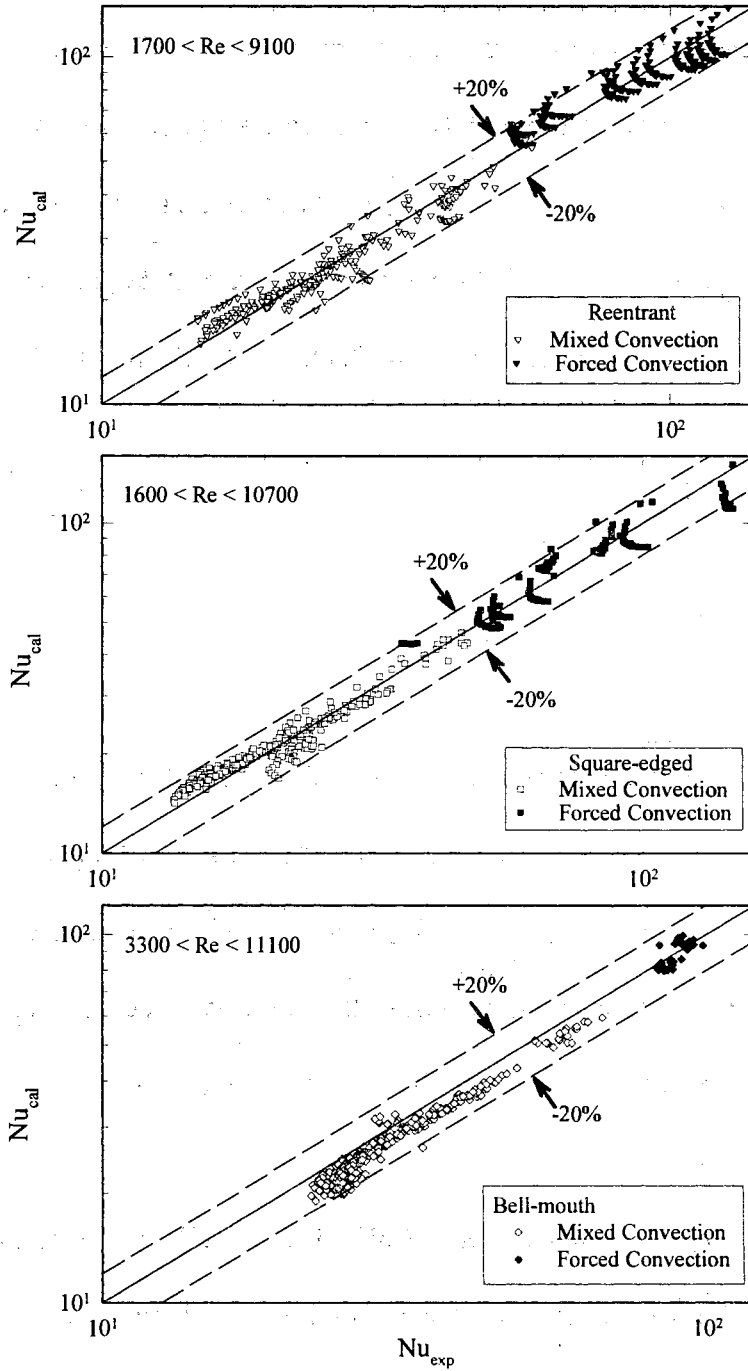 1700 < Re < 9100
10²
+20%
-20%
Nu_cal
Reentrant
Mixed Convection
Forced Convection
10¹
10¹
10²
1600 < Re < 10700
10²
+20%
-20%
Nu_cal
Square-edged
Mixed Convection
Forced Convection
10¹
10¹
10²
3300 < Re < 11100
10²
+20%
-20%
Nu_cal
Bell-mouth
Mixed Convection
Forced Convection
10¹
10¹
10²
Nu_exp